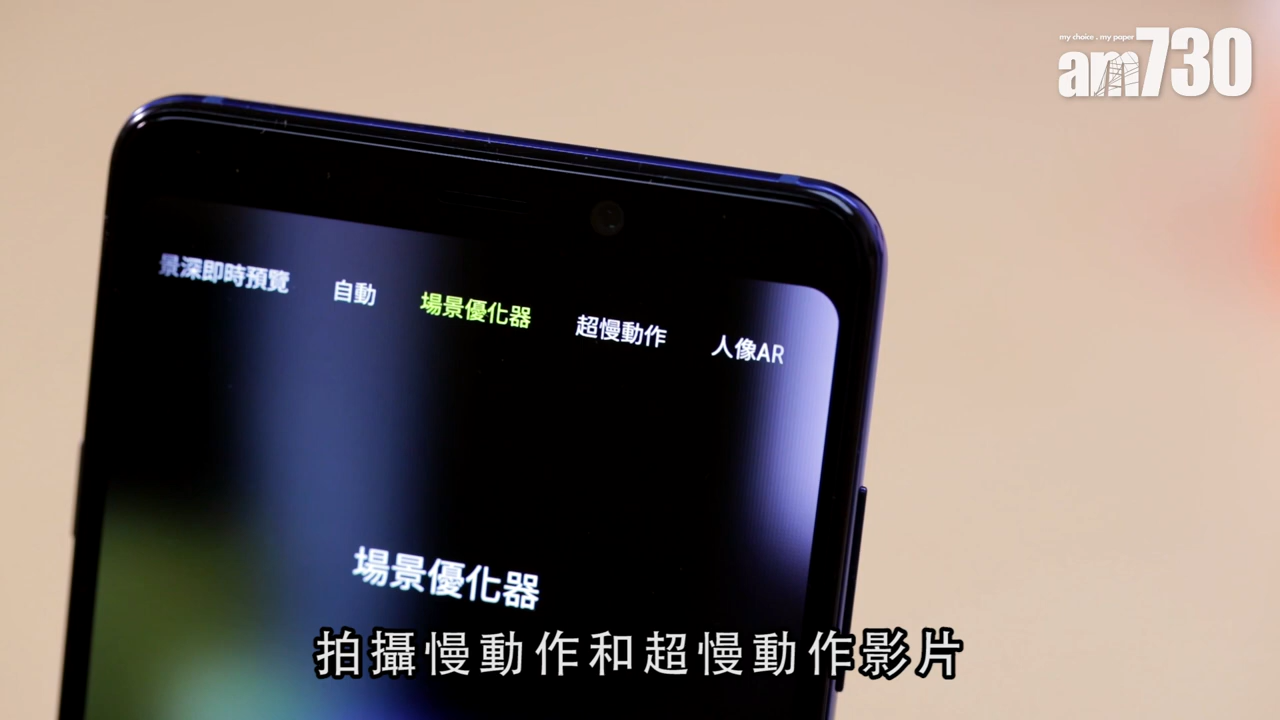 my choice . my paper
am730
景深即時預覽 自動 場景優化器 超慢動作 人像AR
場景優化器
拍攝慢動作和超慢動作影片